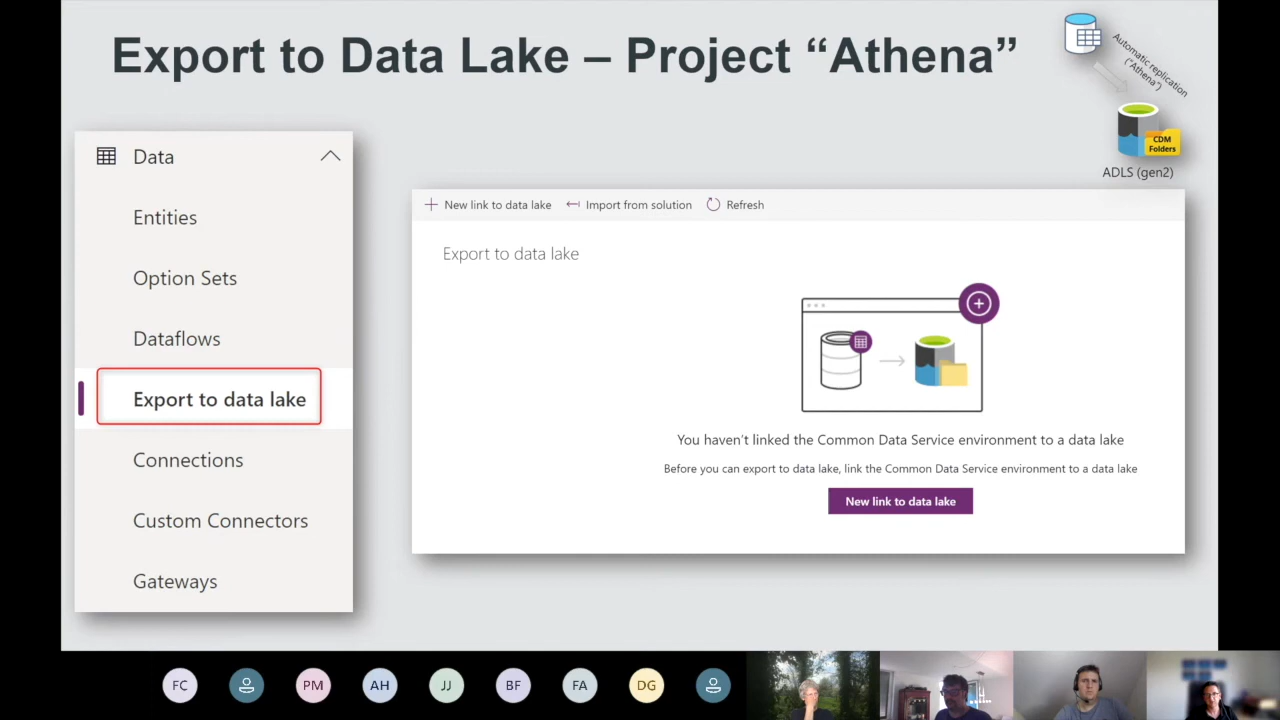 Export to Data Lake – Project “Athena”
Automatic replication
("Athena")
CDM
Folders
ADLS (gen2)
Data
Entities
Option Sets
Dataflows
Export to data lake
Connections
Custom Connectors
Gateways
New link to data lake
Import from solution
Refresh
Export to data lake
You haven't linked the Common Data Service environment to a data lake
Before you can export to data lake, link the Common Data Service environment to a data lake
New link to data lake
FC
PM
AH
JJ
BF
FA
DG